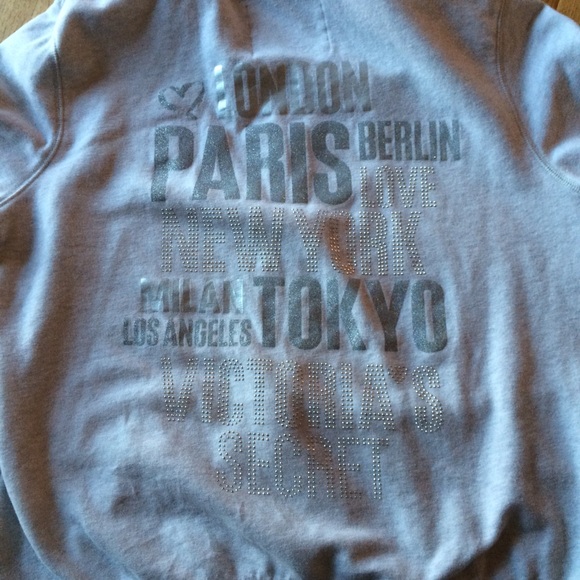 LONDON
PARIS BERLIN
LOVE
NEW YORK
MILAN TOKYO
LOS ANGELES
VICTORIA'S
SECRET